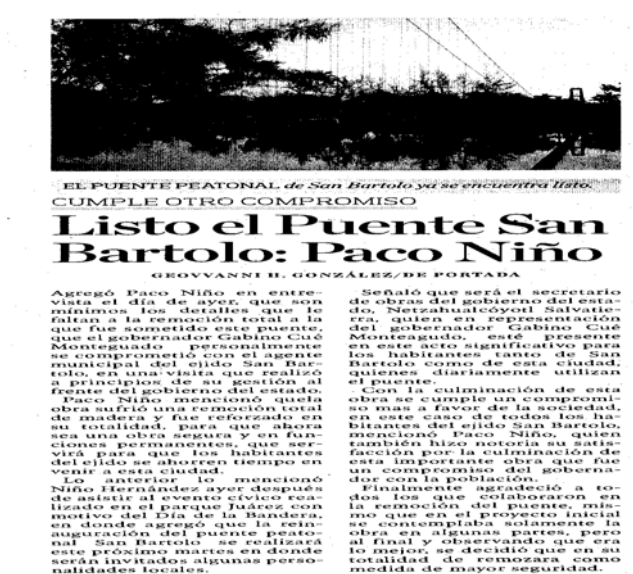 EL PUENTE PEATONAL de San Bartolo ya se encuentra listo.
CUMPLE OTRO COMPROMISO
Listo el Puente San
Bartolo: Paco Niño
GEOVVANNI H. GONZÁLEZ/DE PORTADA
Agregó Paco Niño en entre-
vista el día de ayer, que son
mínimos los detalles que le
faltan a la remoción total a la
que fue sometido este puente,
que el gobernador Gabino Cué
Monteguado personalmente
se comprometió con el agente
municipal del ejido San Bar-
tolo, en una visita que realizó
a principios de su gestión al
frente del gobierno del estado.
Paco Niño mencionó quela
obra sufrió una remoción total
de madera y fue reforzado en
su totalidad, para que ahora
sea una obra segura y en fun-
ciones permanentes, que ser-
virá para que los habitantes
del ejido se ahorren tiempo en
venir a esta ciudad.
Lo anterior lo mencionó
Niño Hernández ayer después
de asistir al evento cívico rea-
lizado en el parque Juárez con
motivo del Día de la Bandera,
en donde agregó que la rein-
auguración del puente peato-
nal San Bartolo se realizará
este próximo martes en donde
serán invitados algunas perso-
nalidades locales.
Señaló que será el secretario
de obras del gobierno del esta-
do, Netzahualcóyotl Salvatie-
rra, quien en representación
del gobernador Gabino Cué
Monteagudo, esté presente
en este acto significativo para
los habitantes tanto de San
Bartolo como de esta ciudad,
quienes diariamente utilizan
el puente.
Con la culminación de esta
obra se cumple un compromi-
so mas a favor de la sociedad,
en este caso de todos los ha-
bitantes del ejido San Bartolo,
mencionó Paco Niño, quien
también hizo notoria su satis-
facción por la culminación de
esta importante obra que fue
un compromiso del goberna-
dor con la población.
Finalmente agradeció a to-
dos los que colaboraron en
la remoción del puente, mis-
mo que en el proyecto inicial
se contemplaba solamente la
obra en algunas partes, pero
al final y observando que era
lo mejor, se decidió que en su
totalidad de remozara como
medida de mayor seguridad.